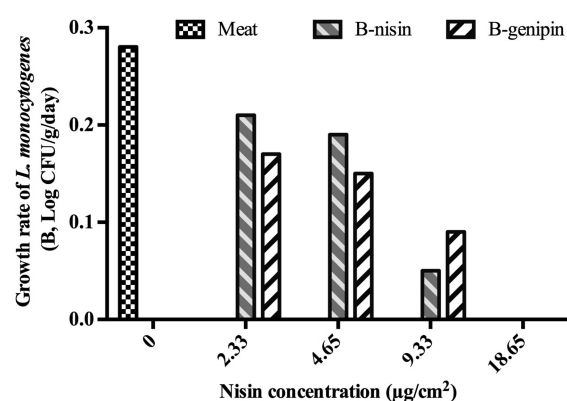 Meat B-nisin B-genipin
Growth rate of L. monocytogenes
(B, Log CFU/g/day)
0.3
0.2
0.1
0.0
0 2.33 4.65 9.33 18.65
Nisin concentration (µg/cm²)